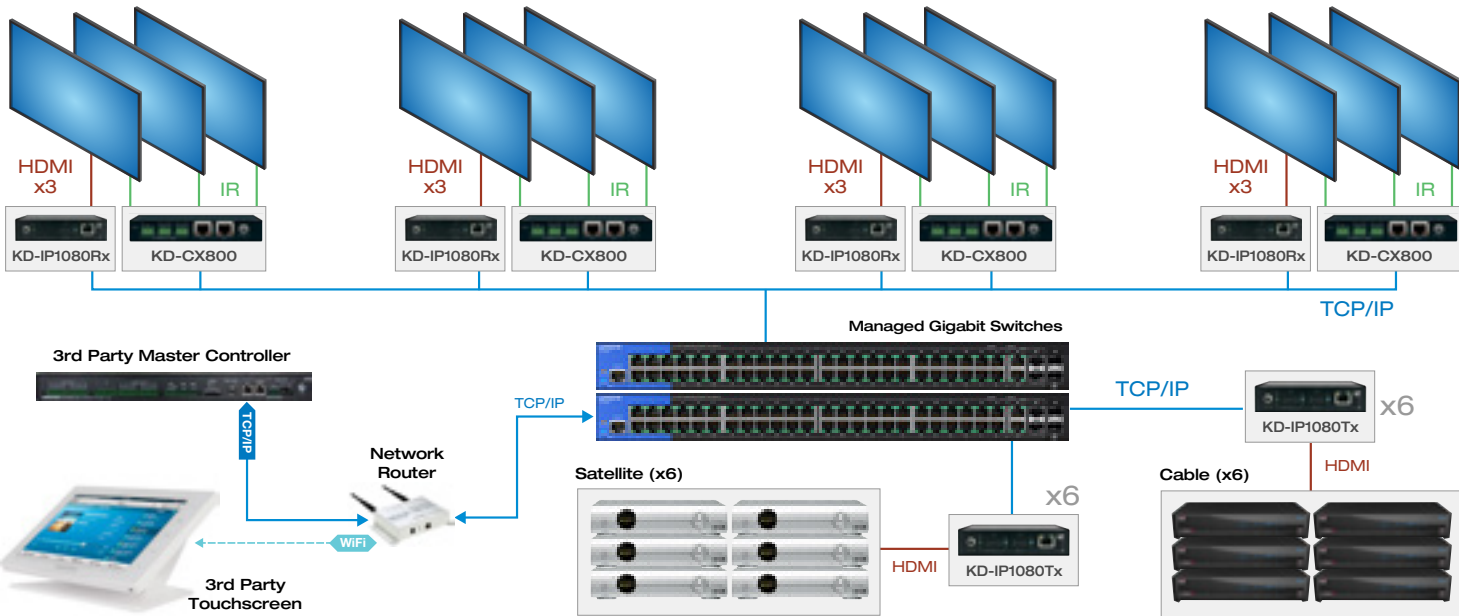 HDMI
x3
IR
HDMI
x3
IR
HDMI
x3
IR
HDMI
x3
IR
KD-IP1080Rx
KD-CX800
KD-IP1080Rx
KD-CX800
KD-IP1080Rx
KD-CX800
KD-IP1080Rx
KD-CX800
TCP/IP
Managed Gigabit Switches
3rd Party Master Controller
TCP/IP
TCP/IP
TCP/IP
KD-IP1080Tx
x6
Network
Router
HDMI
Satellite (x6)
Cable (x6)
x6
WiFi
HDMI
KD-IP1080Tx
3rd Party
Touchscreen